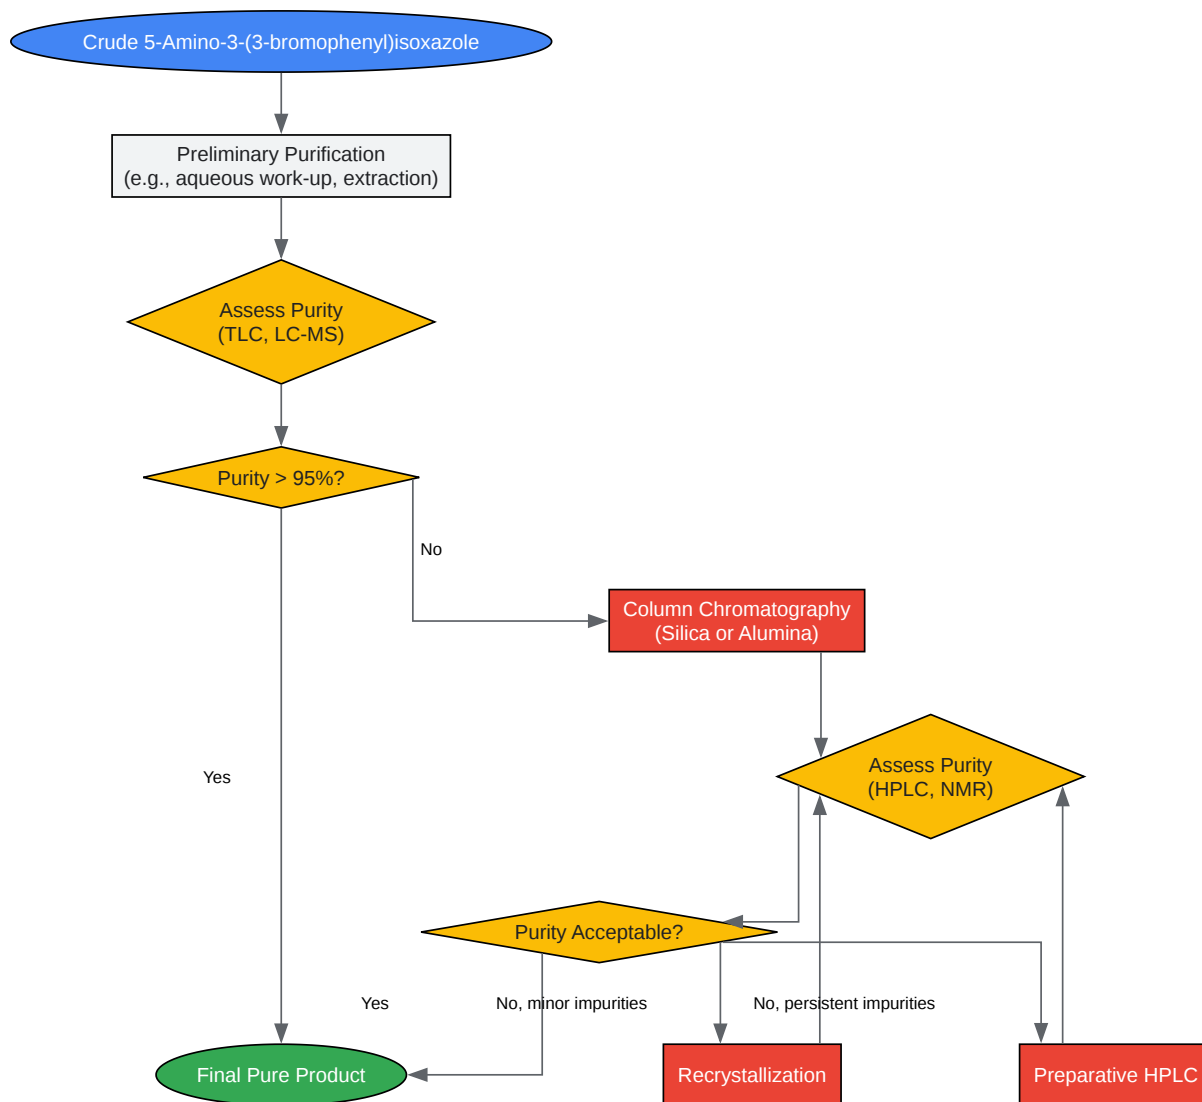 Crude 5-Amino-3-(3-bromophenyl)isoxazole
Preliminary Purification
(e.g., aqueous work-up, extraction)
Assess Purity
(TLC, LC-MS)
Purity > 95%?
No
Column Chromatography
(Silica or Alumina)
Yes
Assess Purity
(HPLC, NMR)
Purity Acceptable?
Yes
No, minor impurities
No, persistent impurities
Final Pure Product
Recrystallization
Preparative HPLC